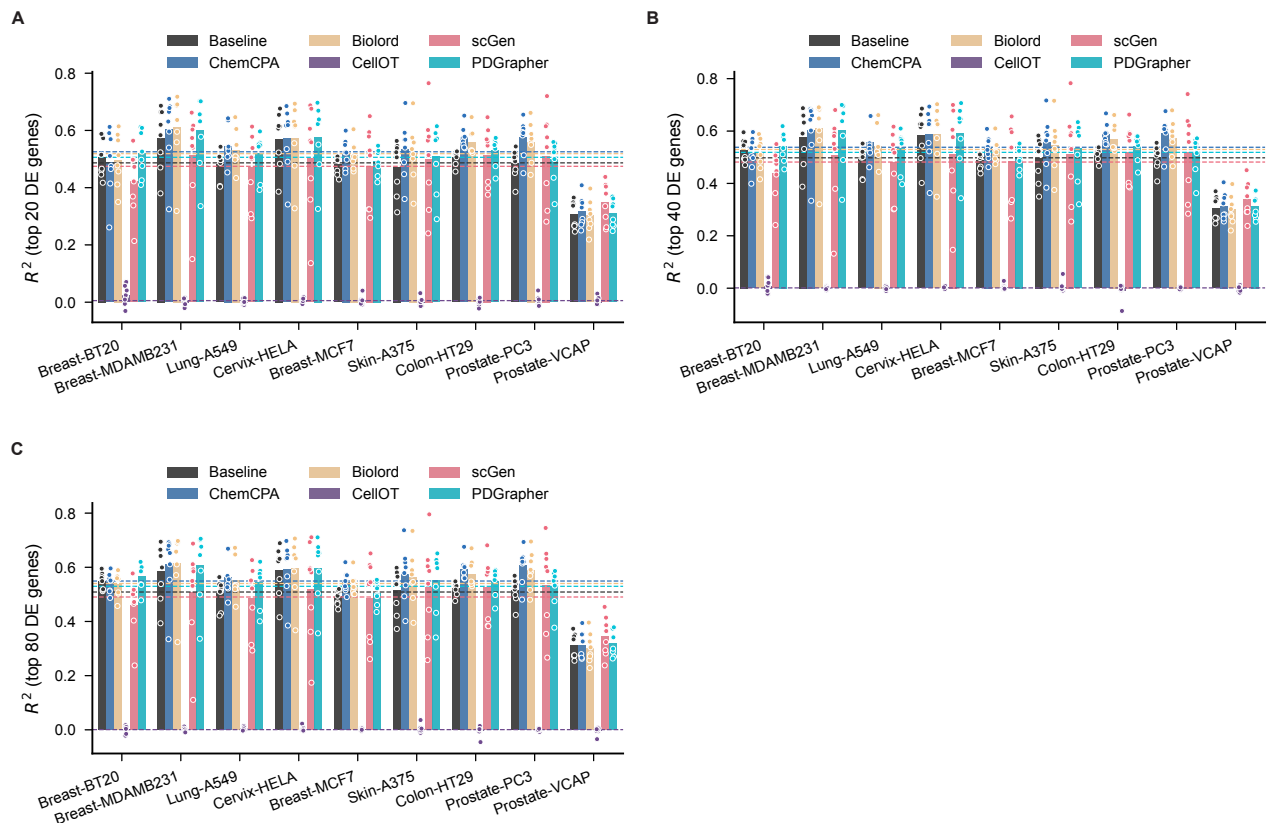 A
Baseline
Biolord
scGen
ChemCPA
CellOT
PDGrapher
R² (top 20 DE genes)
0.8
0.6
0.4
0.2
0.0
Breast-BT20
Breast-MDAMB231
Lung-A549
Cervix-HELA
Breast-MCF7
Skin-A375
Colon-HT29
Prostate-PC3
Prostate-VCAP
B
Baseline
Biolord
scGen
ChemCPA
CellOT
PDGrapher
R² (top 40 DE genes)
0.8
0.6
0.4
0.2
0.0
Breast-BT20
Breast-MDAMB231
Lung-A549
Cervix-HELA
Breast-MCF7
Skin-A375
Colon-HT29
Prostate-PC3
Prostate-VCAP
C
Baseline
Biolord
scGen
ChemCPA
CellOT
PDGrapher
R² (top 80 DE genes)
0.8
0.6
0.4
0.2
0.0
Breast-BT20
Breast-MDAMB231
Lung-A549
Cervix-HELA
Breast-MCF7
Skin-A375
Colon-HT29
Prostate-PC3
Prostate-VCAP